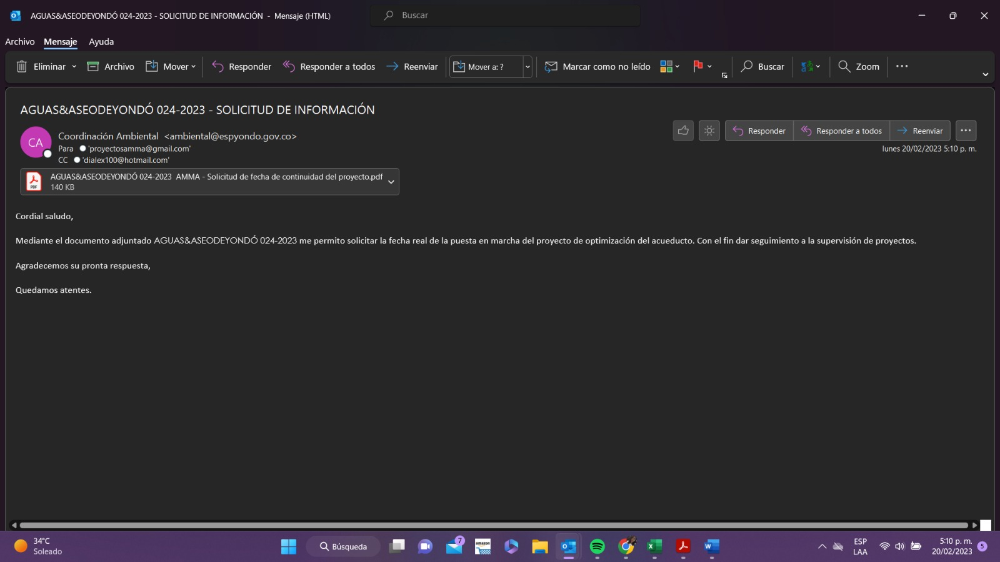 AGUAS&ASEODEYONDÓ 024-2023 - SOLICITUD DE INFORMACIÓN - Mensaje (HTML)
Buscar
Archivo Mensaje Ayuda
Eliminar Archivo Mover Responder Responder a todos Reenviar Mover a: ? Marcar como no leído Buscar Zoom
AGUAS&ASEODEYONDÓ 024-2023 - SOLICITUD DE INFORMACIÓN
CA
Coordinación Ambiental <ambiental@espyondo.gov.co>
Para 'proyectosamma@gmail.com'
CC 'dialex100@hotmail.com'
Responder Responder a todos Reenviar
lunes 20/02/2023 5:10 p. m.
PDF
AGUAS&ASEODEYONDÓ 024-2023 AMMA - Solicitud de fecha de continuidad del proyecto.pdf
140 KB
Cordial saludo,
Mediante el documento adjuntado AGUAS&ASEODEYONDÓ 024-2023 me permito solicitar la fecha real de la puesta en marcha del proyecto de optimización del acueducto. Con el fin dar seguimiento a la supervisión de proyectos.
Agradecemos su pronta respuesta,
Quedamos atentes.
34°C
Soleado
Búsqueda
7
amazon
ESP
LAA
5:10 p. m.
20/02/2023
5